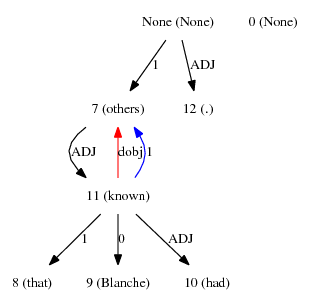 None (None) 0 (None)
1 ADJ
7 (others) 12 (.)
ADJ dobj 1
11 (known)
1 0 ADJ
8 (that) 9 (Blanche) 10 (had)